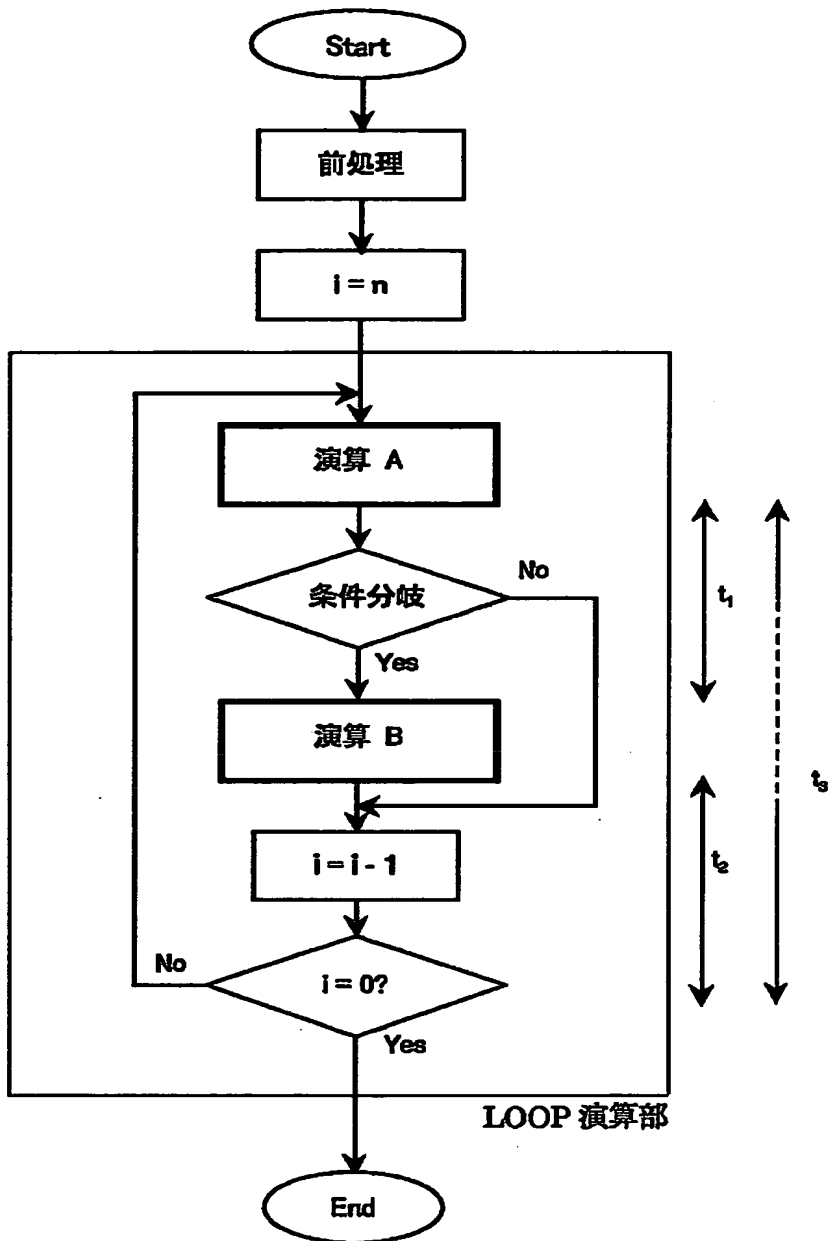 Start
前処理
i = n
演算 A
条件分岐
No
t₁
Yes
演算 B
t₃
i = i - 1
t₂
No
i = 0?
Yes
LOOP 演算部
End